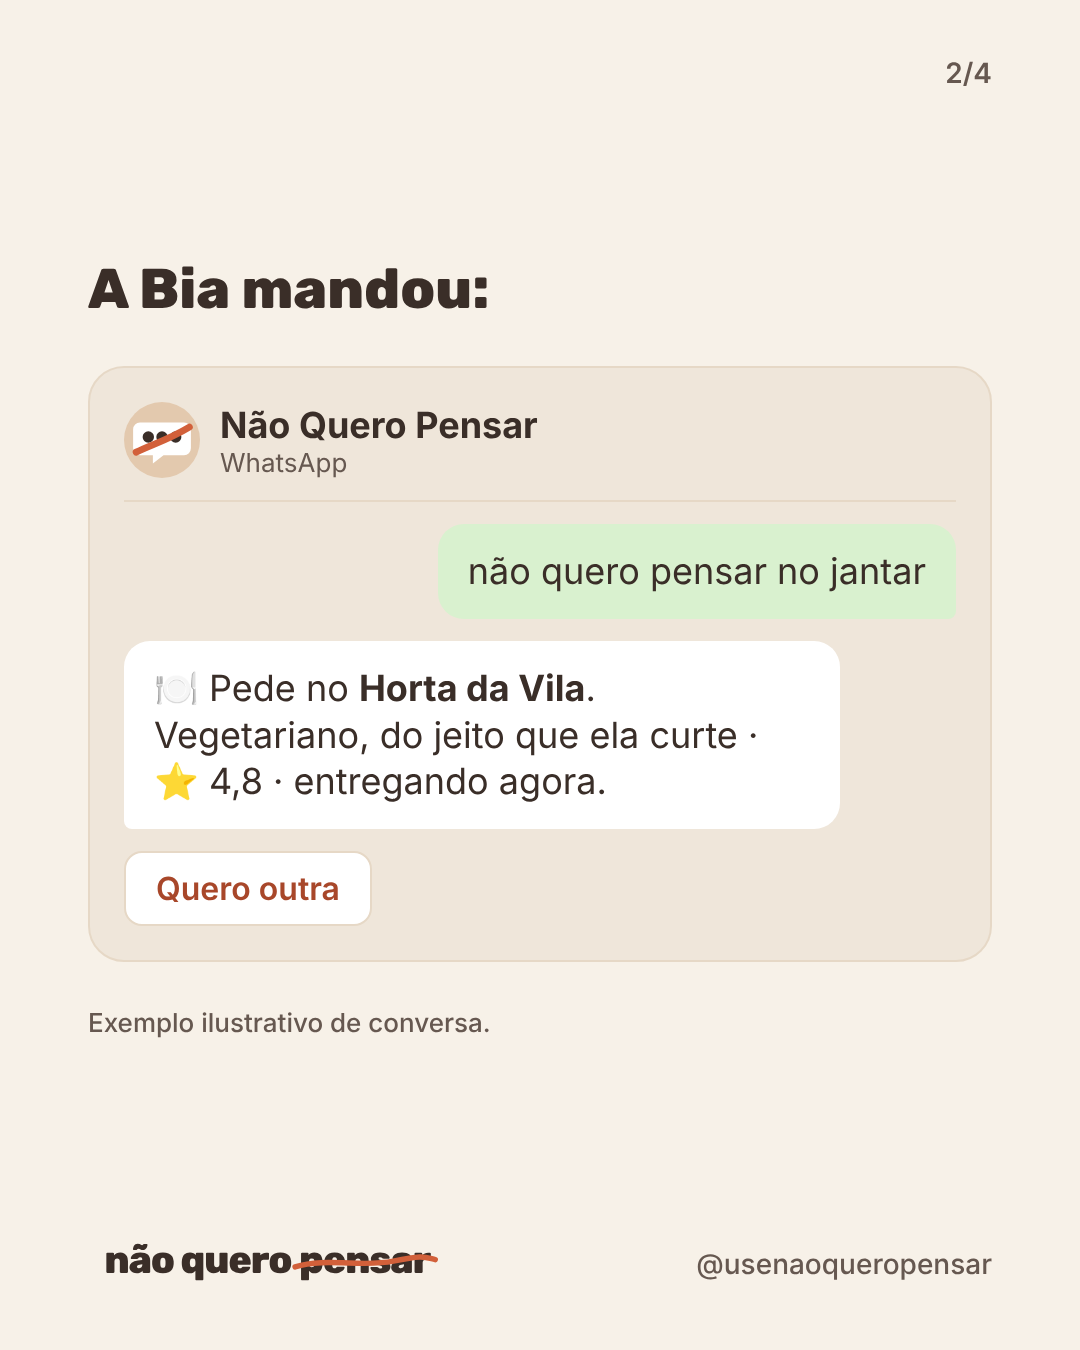 2/4
A Bia mandou:
Não Quero Pensar
WhatsApp
não quero pensar no jantar
🍽️ Pede no Horta da Vila.
Vegetariano, do jeito que ela curte ·
⭐ 4,8 · entregando agora.
Quero outra
Exemplo ilustrativo de conversa.
não quero pensar
@usenaoqueropensar